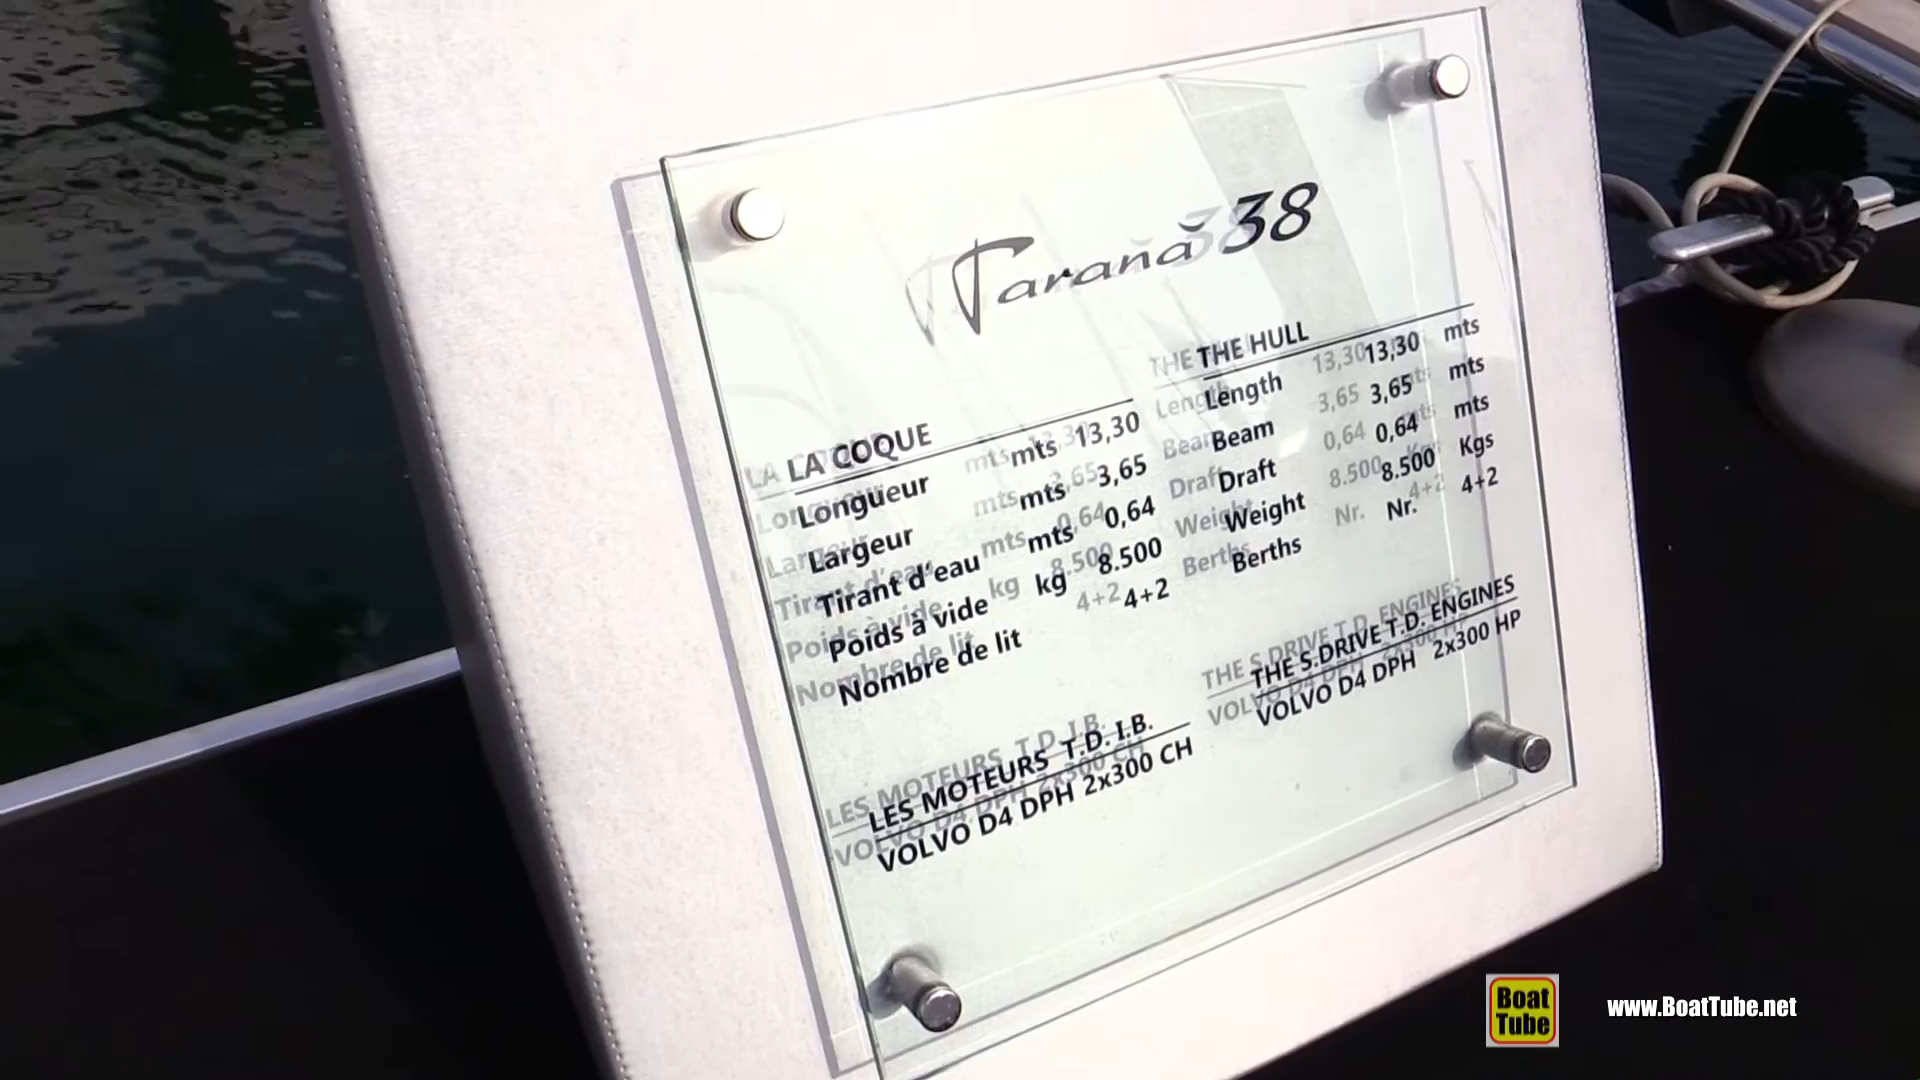 Taraňă 38
LA COQUE
Longueur mts 13,30
Largeur mts 3,65
Tirant d'eau mts 0,64
Poids à vide kg 8.500
Nombre de lit 4+2
LES MOTEURS T.D. I.B.
VOLVO D4 DPH 2x300 CH
THE HULL
Length 13,30 mts
Beam 3,65 mts
Draft 0,64 mts
Weight 8.500 Kgs
Berths Nr. 4+2
THE S.DRIVE T.D. ENGINES
VOLVO D4 DPH 2x300 HP
Boat
Tube
www.BoatTube.net